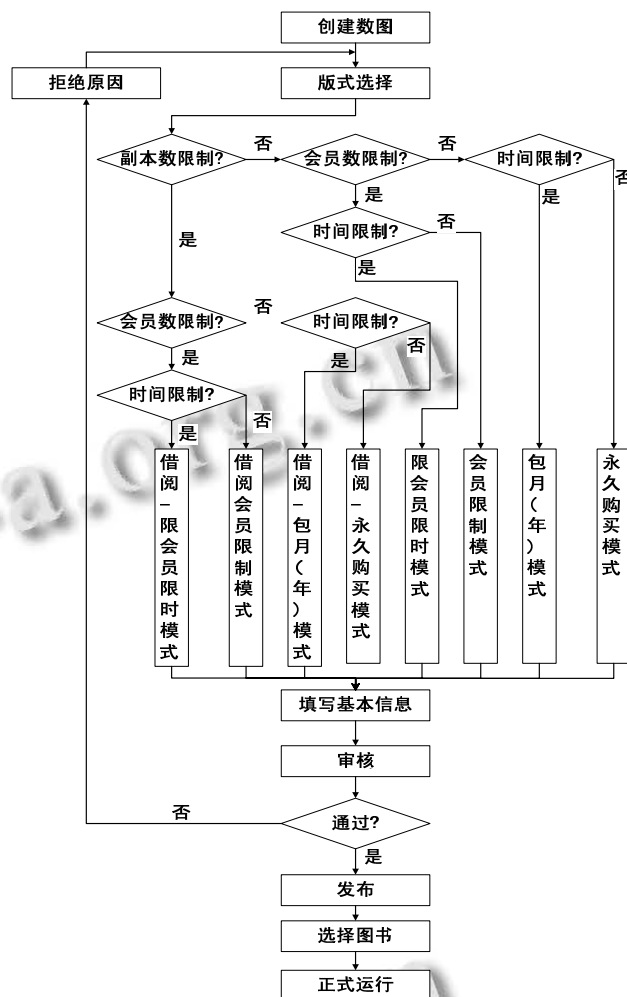 创建数图
拒绝原因
版式选择
副本数限制?
否
会员数限制?
否
时间限制?
否
是
是
是
时间限制?
否
是
会员数限制?
否
时间限制?
否
是
是
时间限制?
是
否
借阅-限会员限时模式
借阅会员限制模式
借阅-包月(年)模式
借阅-永久购买模式
限会员限时模式
会员限制模式
包月(年)模式
永久购买模式
填写基本信息
审核
否
通过?
是
发布
选择图书
正式运行